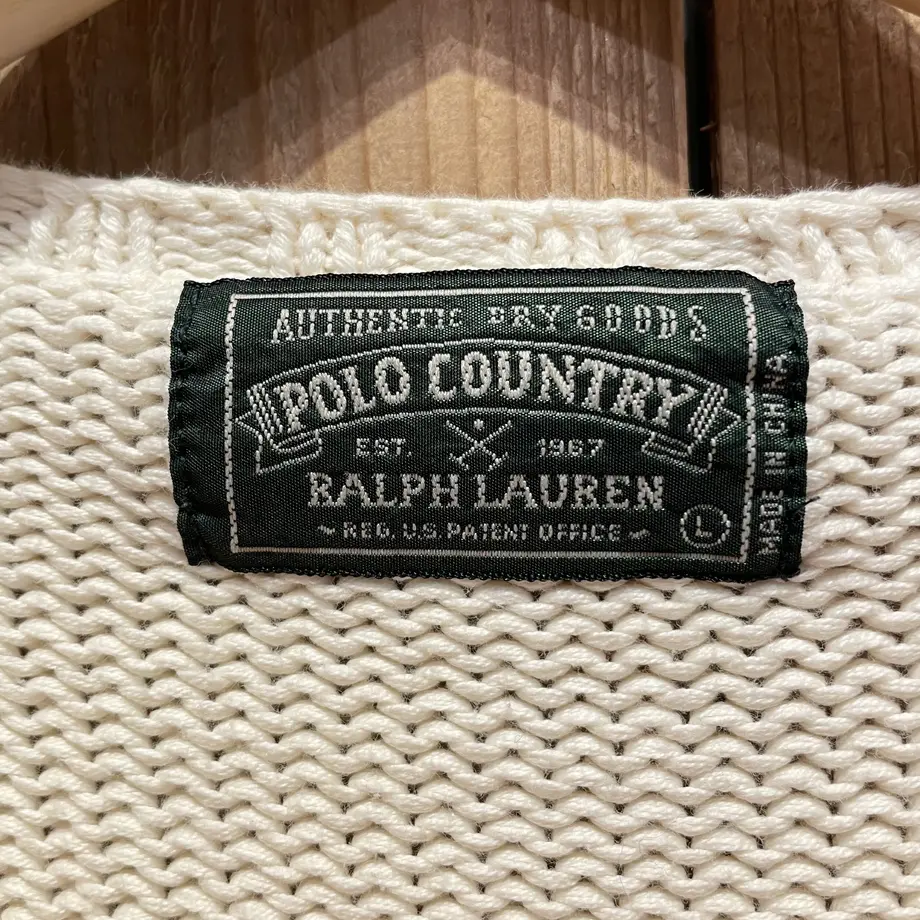 AUTHENTIC DRY GOODS
POLO COUNTRY
EST. 1967
RALPH LAUREN
~REG. U.S. PATENT OFFICE~
L
MADE IN CHINA